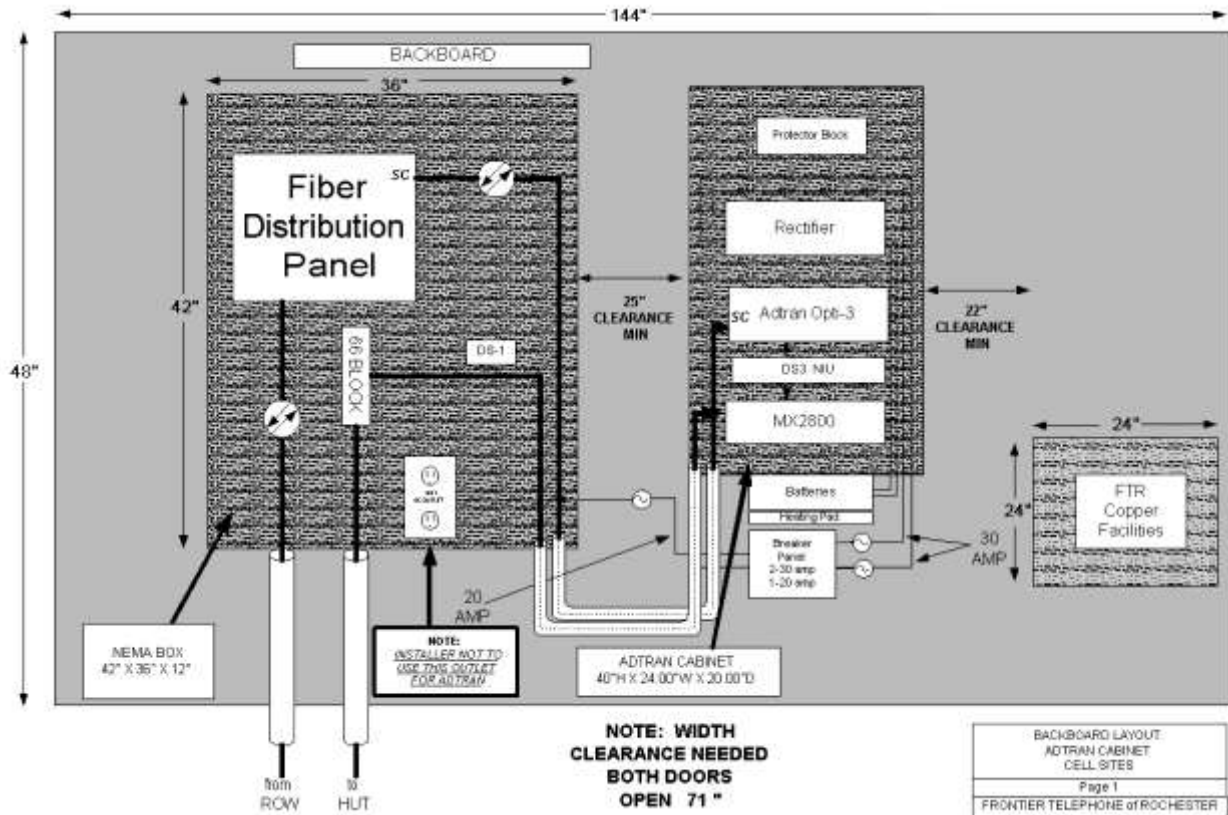 144"
BACKBOARD
36"
Protector Block
SC
Fiber
Distribution
Panel
Rectifier
42"
48"
25"
CLEARANCE
MIN
SC
Adtran Opti-3
22"
CLEARANCE
MIN
66 BLOCK
DS-1
DS3 NIU
MX2800
24"
24"
Batteries
Heating Pad
FTR
Copper
Facilities
Breaker
Panel
2-30 amp
1-20 amp
30
AMP
20
AMP
NEMA BOX
42" X 36" X 12"
NOTE:
INSTALLER NOT TO
USE THIS OUTLET
FOR ADTRAN
ADTRAN CABINET
40"H X 24.00"W X 20.00"D
from
ROW
to
HUT
NOTE: WIDTH
CLEARANCE NEEDED
BOTH DOORS
OPEN 71 "
BACKBOARD LAYOUT
ADTRAN CABINET
CELL SITES
Page 1
FRONTIER TELEPHONE of ROCHESTER